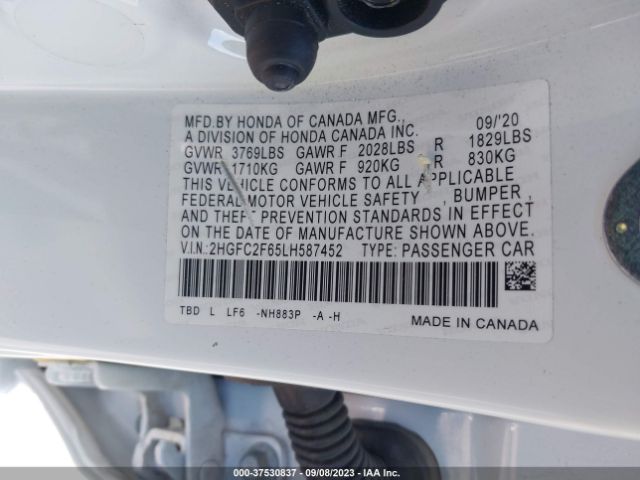 MFD.BY HONDA OF CANADA MFG., 09/'20
A DIVISION OF HONDA CANADA INC.
GVWR 3769LBS GAWR F 2028LBS R 1829LBS
GVWR 1710KG GAWR F 920KG R 830KG
THIS VEHICLE CONFORMS TO ALL APPLICABLE
FEDERAL MOTOR VEHICLE SAFETY , BUMPER ,
AND THEFT PREVENTION STANDARDS IN EFFECT
ON THE DATE OF MANUFACTURE SHOWN ABOVE.
V.I.N.: 2HGFC2F65LH587452 TYPE: PASSENGER CAR
TBD L LF6 -NH883P -A -H
MADE IN CANADA
000-37530837 - 09/08/2023 - IAA Inc.